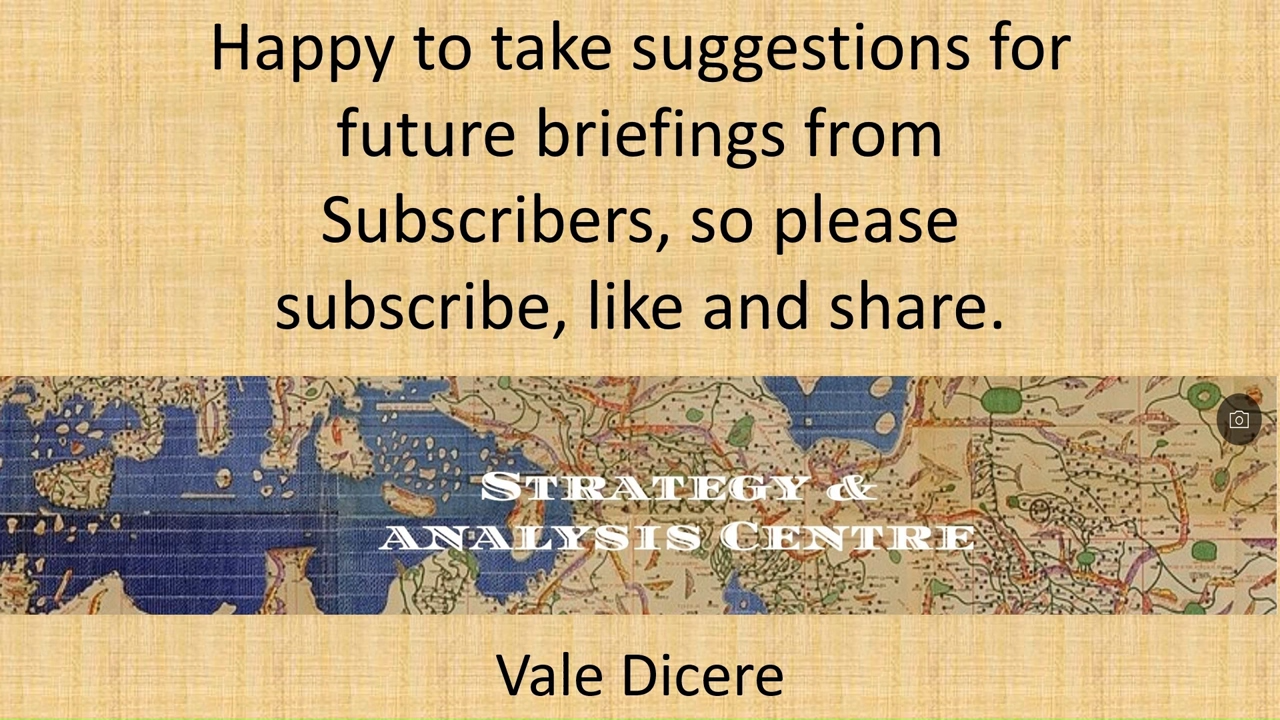 Happy to take suggestions for
future briefings from
Subscribers, so please
subscribe, like and share.
STRATEGY &
ANALYSIS CENTRE
Vale Dicere